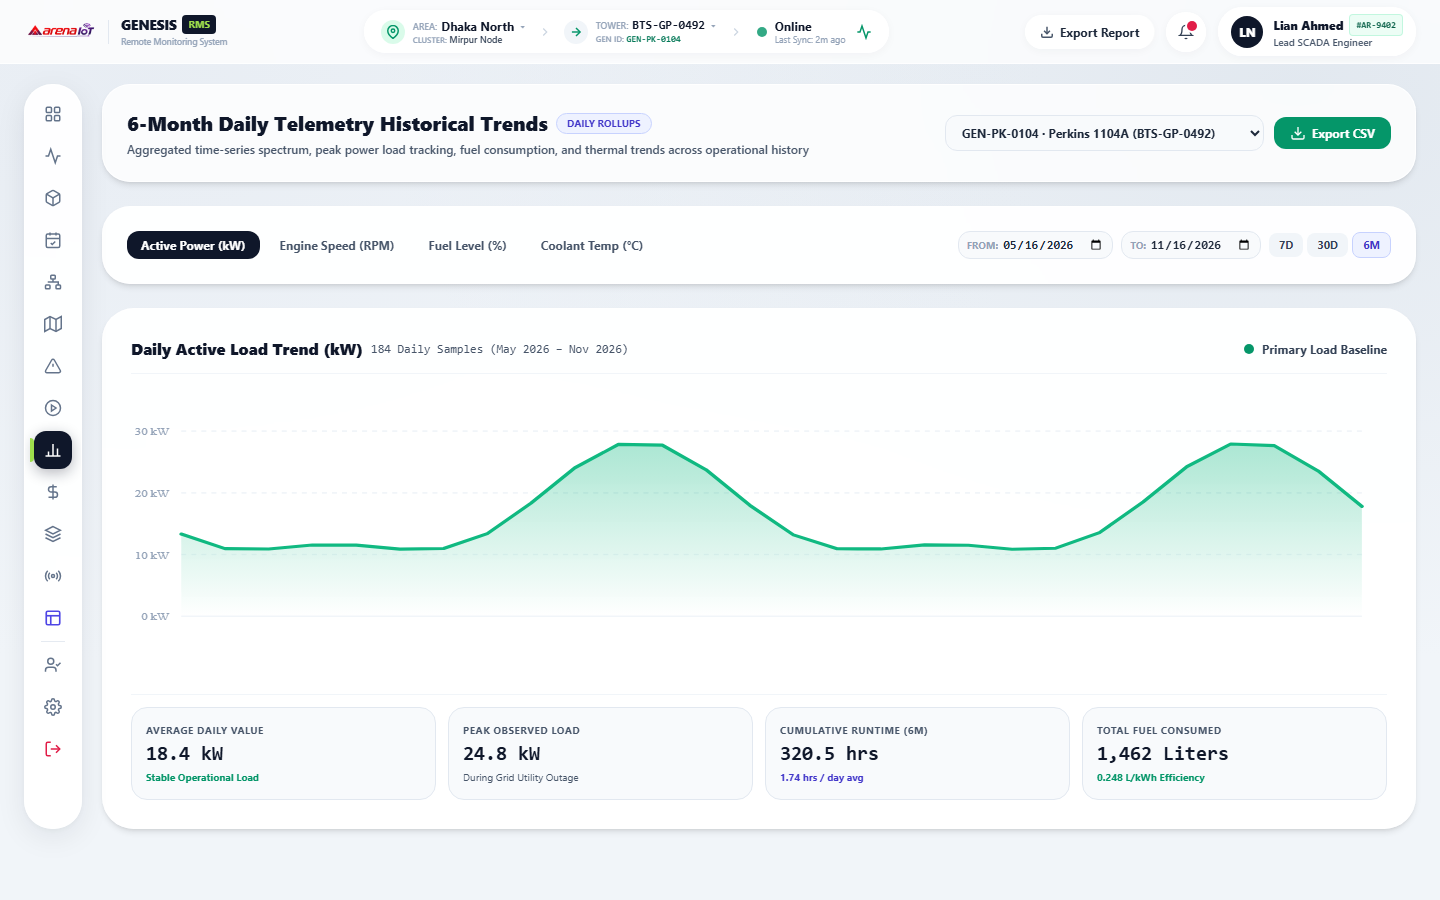 arenaIoT
GENESIS RMS
Remote Monitoring System
AREA: Dhaka North
CLUSTER: Mirpur Node
TOWER: BTS-GP-0492
GEN ID: GEN-PK-0104
Online
Last Sync: 2m ago
Export Report
LN
Lian Ahmed #AR-9402
Lead SCADA Engineer
6-Month Daily Telemetry Historical Trends DAILY ROLLUPS
Aggregated time-series spectrum, peak power load tracking, fuel consumption, and thermal trends across operational history
GEN-PK-0104 · Perkins 1104A (BTS-GP-0492)
Export CSV
Active Power (kW) Engine Speed (RPM) Fuel Level (%) Coolant Temp (°C)
FROM: 05/16/2026 TO: 11/16/2026 7D 30D 6M
Daily Active Load Trend (kW) 184 Daily Samples (May 2026 – Nov 2026)
Primary Load Baseline
30 kW
20 kW
10 kW
0 kW
AVERAGE DAILY VALUE
18.4 kW
Stable Operational Load
PEAK OBSERVED LOAD
24.8 kW
During Grid Utility Outage
CUMULATIVE RUNTIME (6M)
320.5 hrs
1.74 hrs / day avg
TOTAL FUEL CONSUMED
1,462 Liters
0.248 L/kWh Efficiency